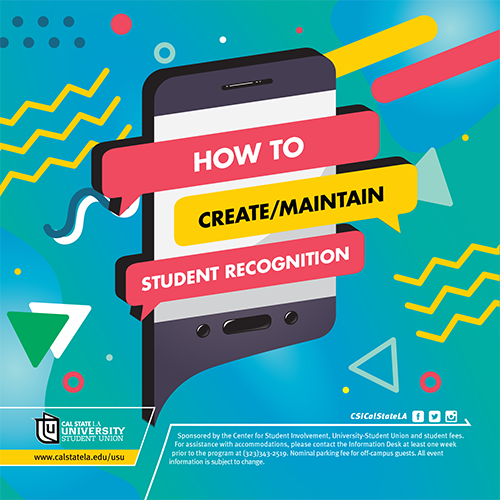 HOW TO
CREATE/MAINTAIN
STUDENT RECOGNITION
CSICalStateLA
U
CAL STATE LA
UNIVERSITY
STUDENT UNION
www.calstatela.edu/usu
Sponsored by the Center for Student Involvement, University-Student Union and student fees.
For assistance with accommodations, please contact the Information Desk at least one week
prior to the program at (323)343-2519. Nominal parking fee for off-campus guests. All event
information is subject to change.